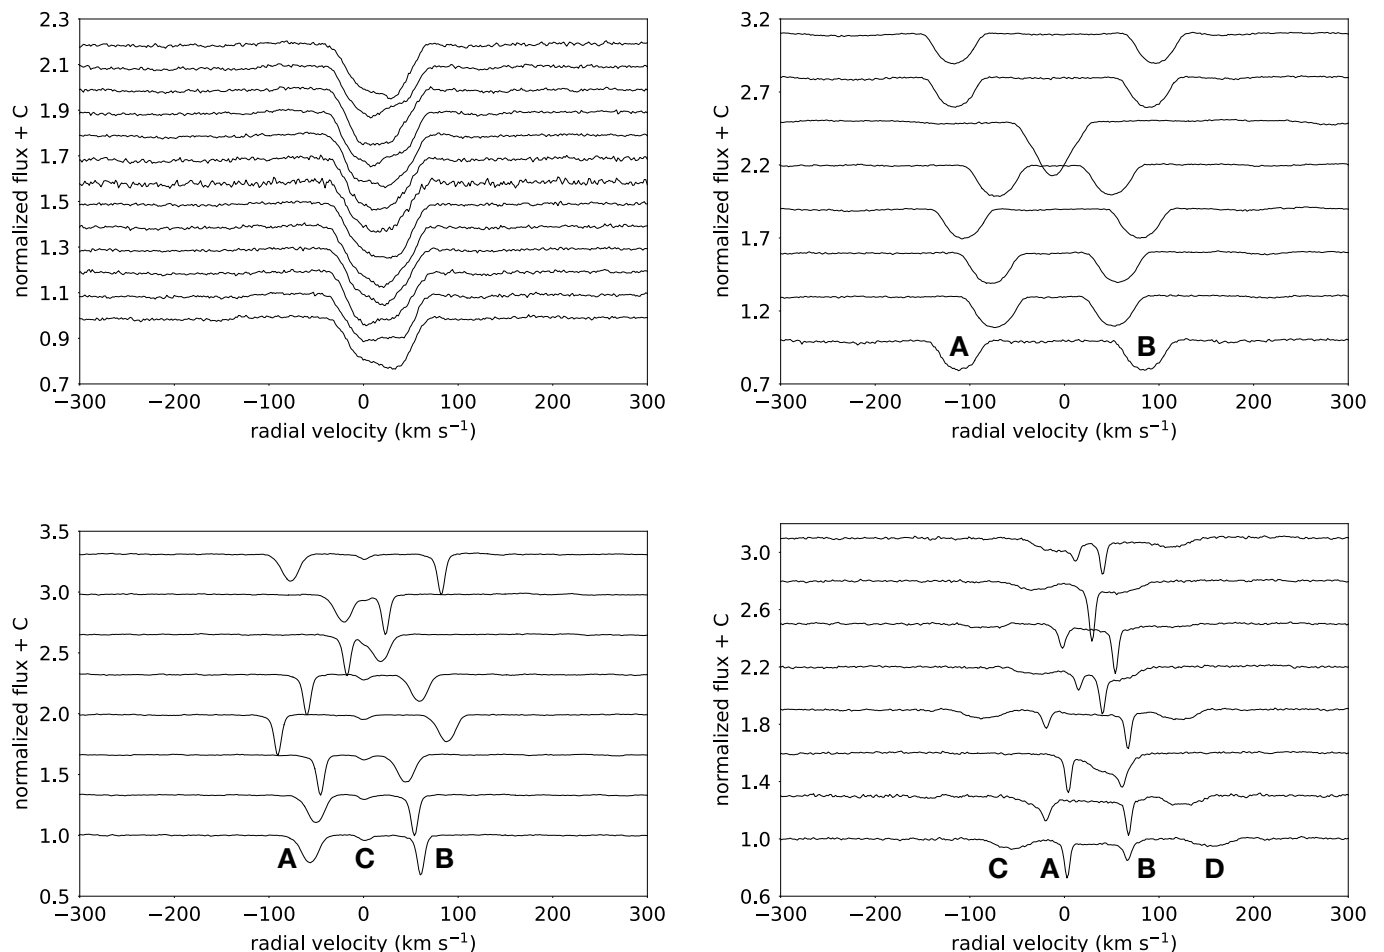 2.3
2.1
1.9
1.7
1.5
1.3
1.1
0.9
0.7
normalized flux + C
−300 −200 −100 0 100 200 300
radial velocity (km s⁻¹)
3.2
2.7
2.2
1.7
1.2
0.7
normalized flux + C
A B
−300 −200 −100 0 100 200 300
radial velocity (km s⁻¹)
3.5
3.0
2.5
2.0
1.5
1.0
0.5
normalized flux + C
A C B
−300 −200 −100 0 100 200 300
radial velocity (km s⁻¹)
3.0
2.6
2.2
1.8
1.4
1.0
0.6
normalized flux + C
C A B D
−300 −200 −100 0 100 200 300
radial velocity (km s⁻¹)